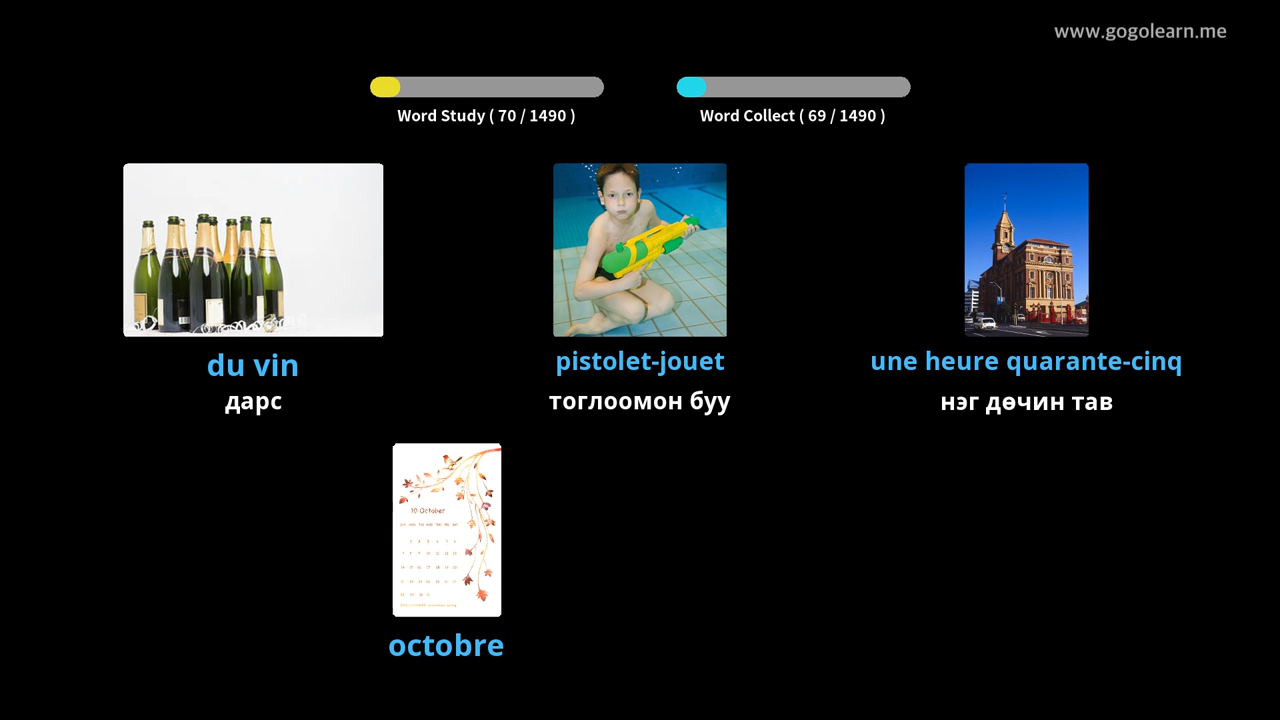 www.gogolearn.me
Word Study ( 70 / 1490 )
Word Collect ( 69 / 1490 )
du vin
дарс
pistolet-jouet
тоглоомон буу
une heure quarante-cinq
нэг дөчин тав
10 October
octobre